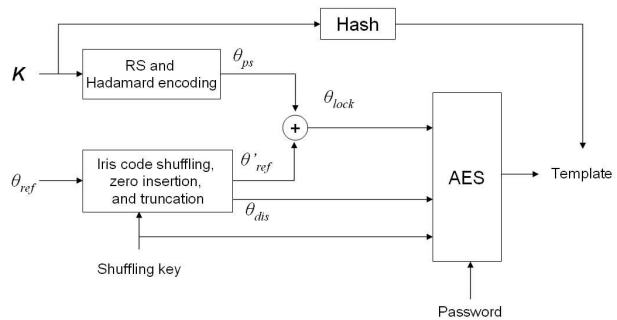 Hash
K
RS and
Hadamard encoding
θps
θlock
+
θref
Iris code shuffling,
zero insertion,
and truncation
θ’ref
θdis
AES
Template
Shuffling key
Password